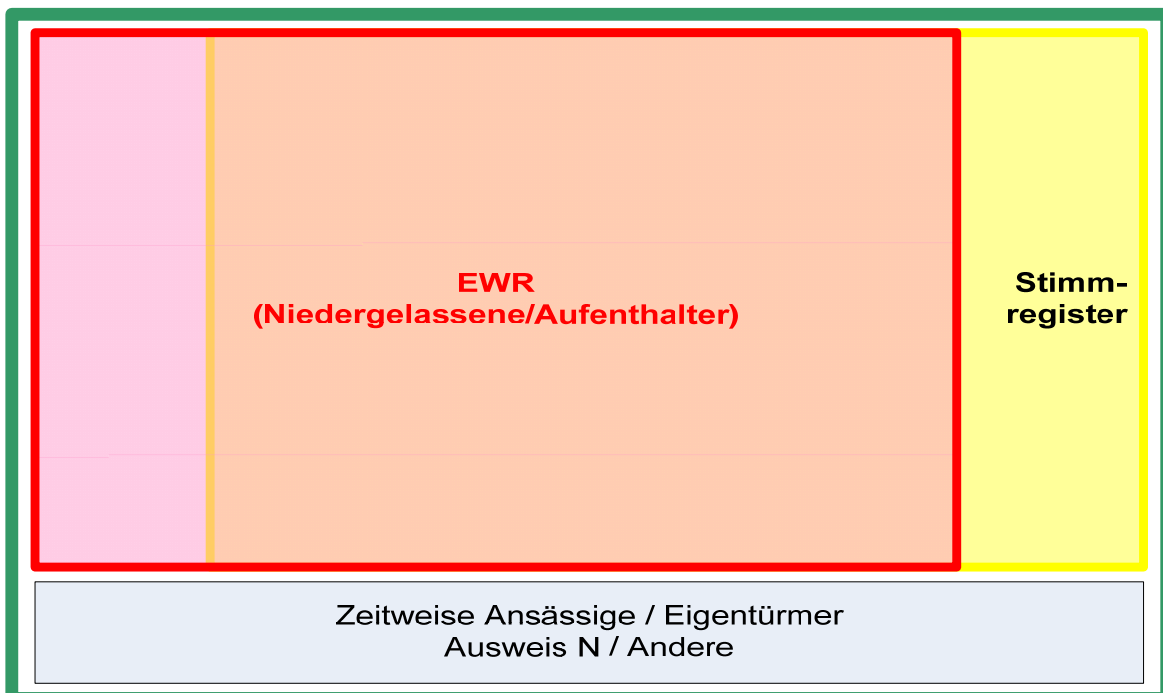 EWR
(Niedergelassene/Aufenthalter)
Stimm-
register
Zeitweise Ansässige / Eigentürmer
Ausweis N / Andere